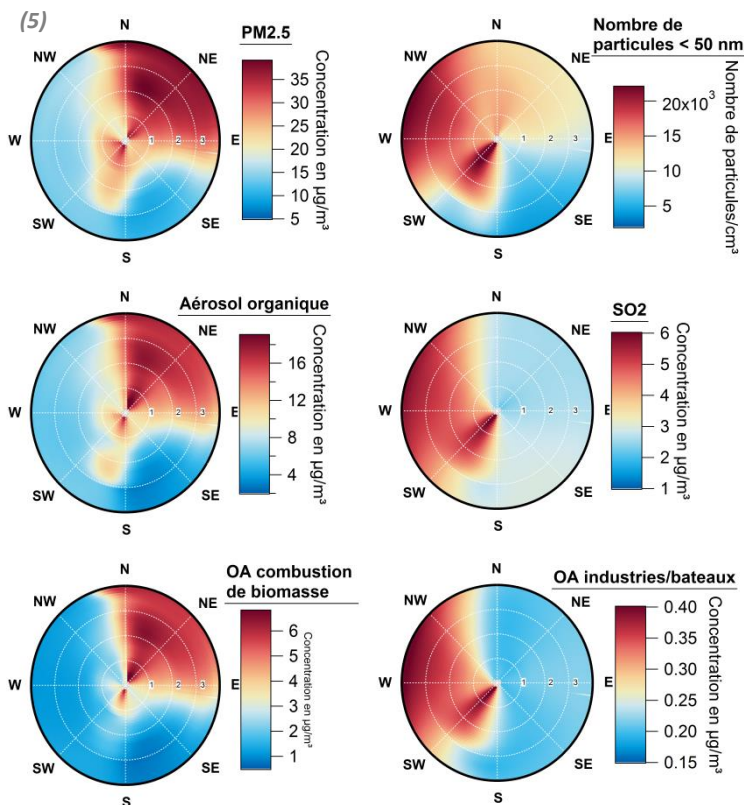 (5)
N
PM2.5
NW
NE
W
E
SW
SE
S
1
2
3
35
30
25
20
15
10
5
Concentration en µg/m³
Nombre de
particules < 50 nm
N
NW
NE
W
E
SW
SE
S
1
2
3
20x10³
15
10
5
Nombre de particules/cm³
N
Aérosol organique
NW
NE
W
E
SW
SE
S
1
2
3
16
12
8
4
Concentration en µg/m³
N
SO2
NW
NE
W
E
SW
SE
S
1
2
3
6
5
4
3
2
1
Concentration en µg/m³
N
OA combustion
de biomasse
NW
NE
W
E
SW
SE
S
1
2
3
6
5
4
3
2
1
Concentration en µg/m³
N
OA industries/bateaux
NW
NE
W
E
SW
SE
S
1
2
3
0.40
0.35
0.30
0.25
0.20
0.15
Concentration en µg/m³